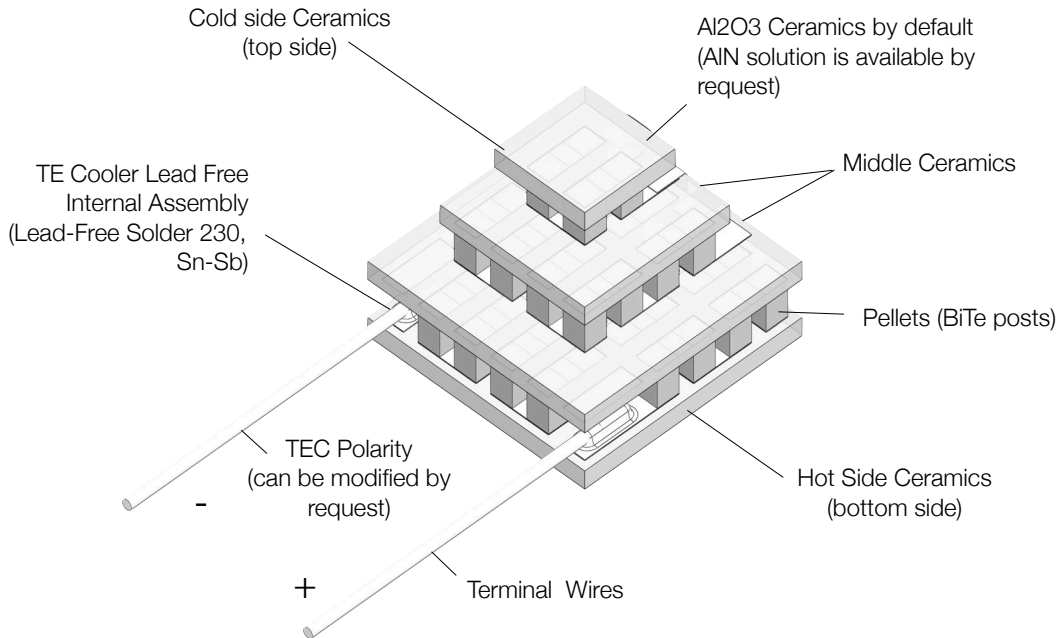 Cold side Ceramics
(top side)
Al2O3 Ceramics by default
(AlN solution is available by
request)
Middle Ceramics
TE Cooler Lead Free
Internal Assembly
(Lead-Free Solder 230,
Sn-Sb)
Pellets (BiTe posts)
TEC Polarity
(can be modified by
request)
-
Hot Side Ceramics
(bottom side)
+
Terminal Wires